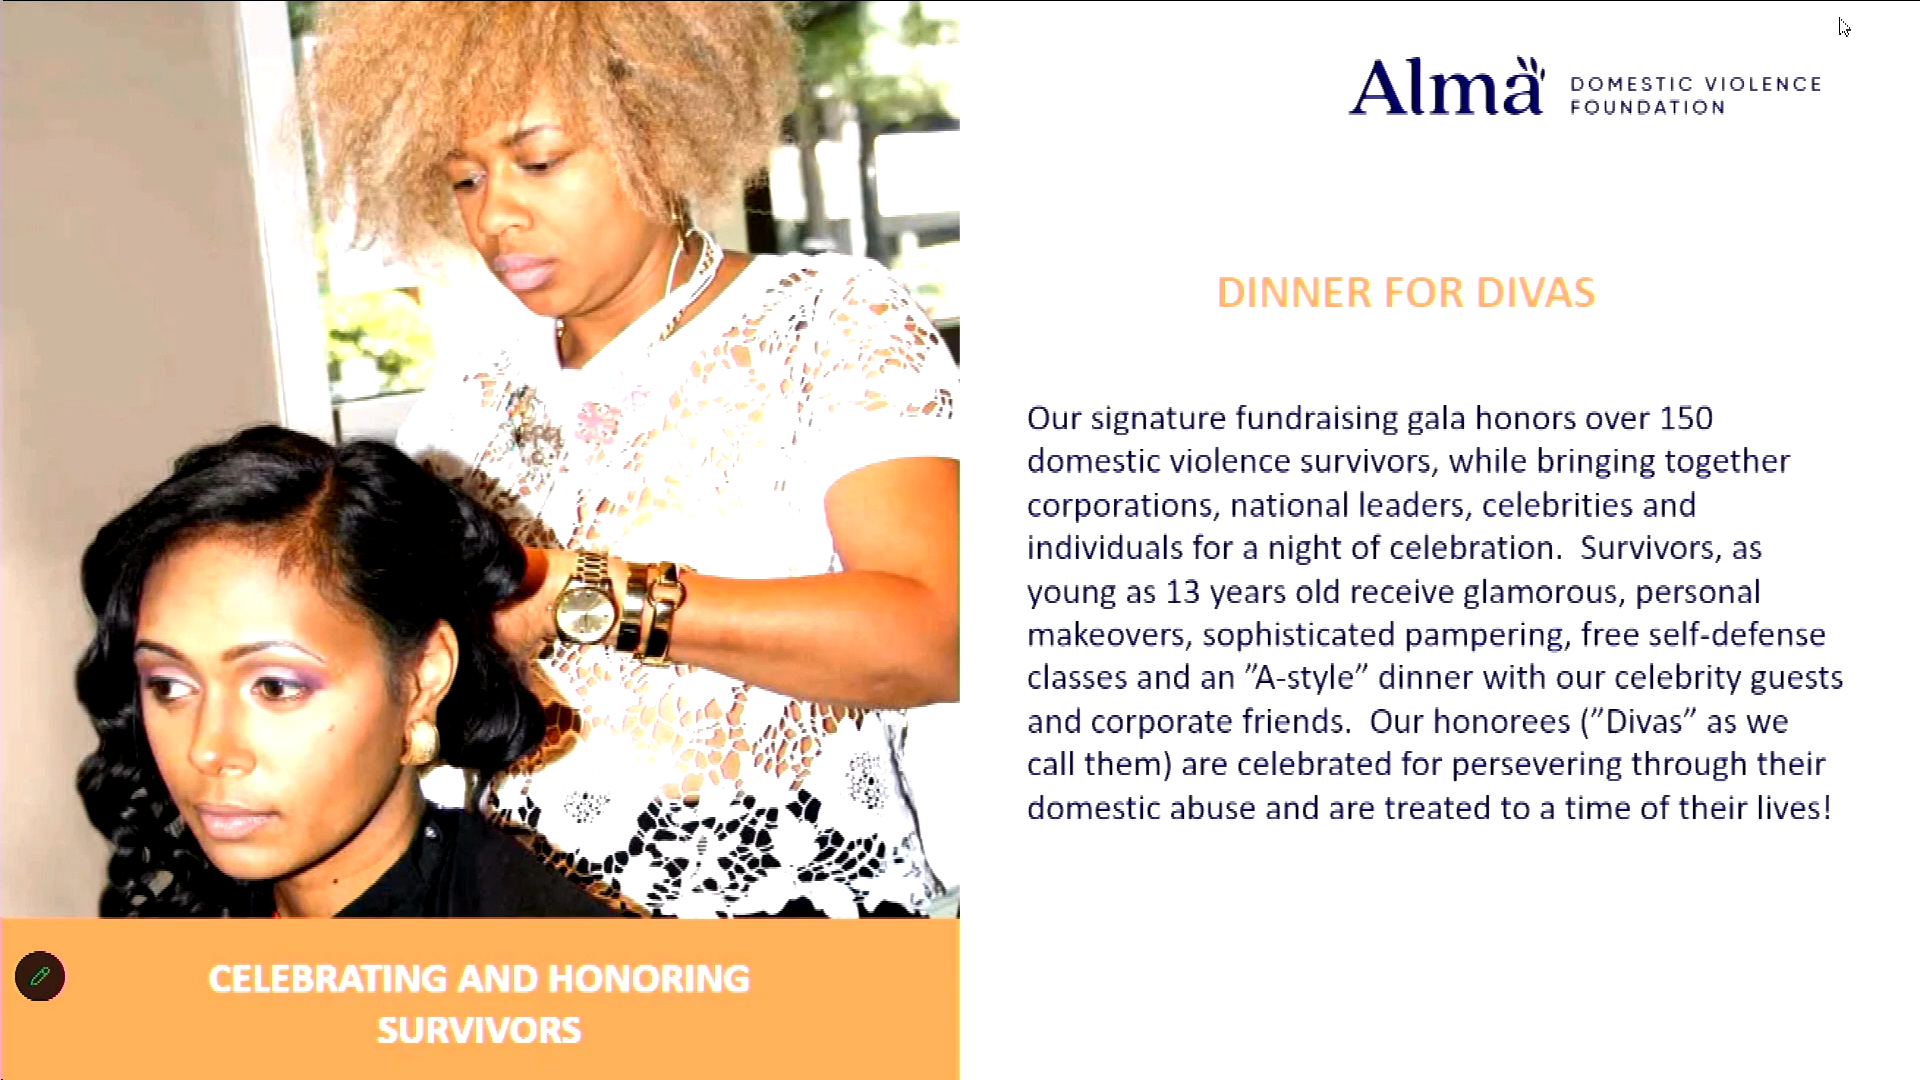 Alma
DOMESTIC VIOLENCE
FOUNDATION
DINNER FOR DIVAS
Our signature fundraising gala honors over 150
domestic violence survivors, while bringing together
corporations, national leaders, celebrities and
individuals for a night of celebration.  Survivors, as
young as 13 years old receive glamorous, personal
makeovers, sophisticated pampering, free self-defense
classes and an ”A-style” dinner with our celebrity guests
and corporate friends.  Our honorees (”Divas” as we
call them) are celebrated for persevering through their
domestic abuse and are treated to a time of their lives!
CELEBRATING AND HONORING
SURVIVORS